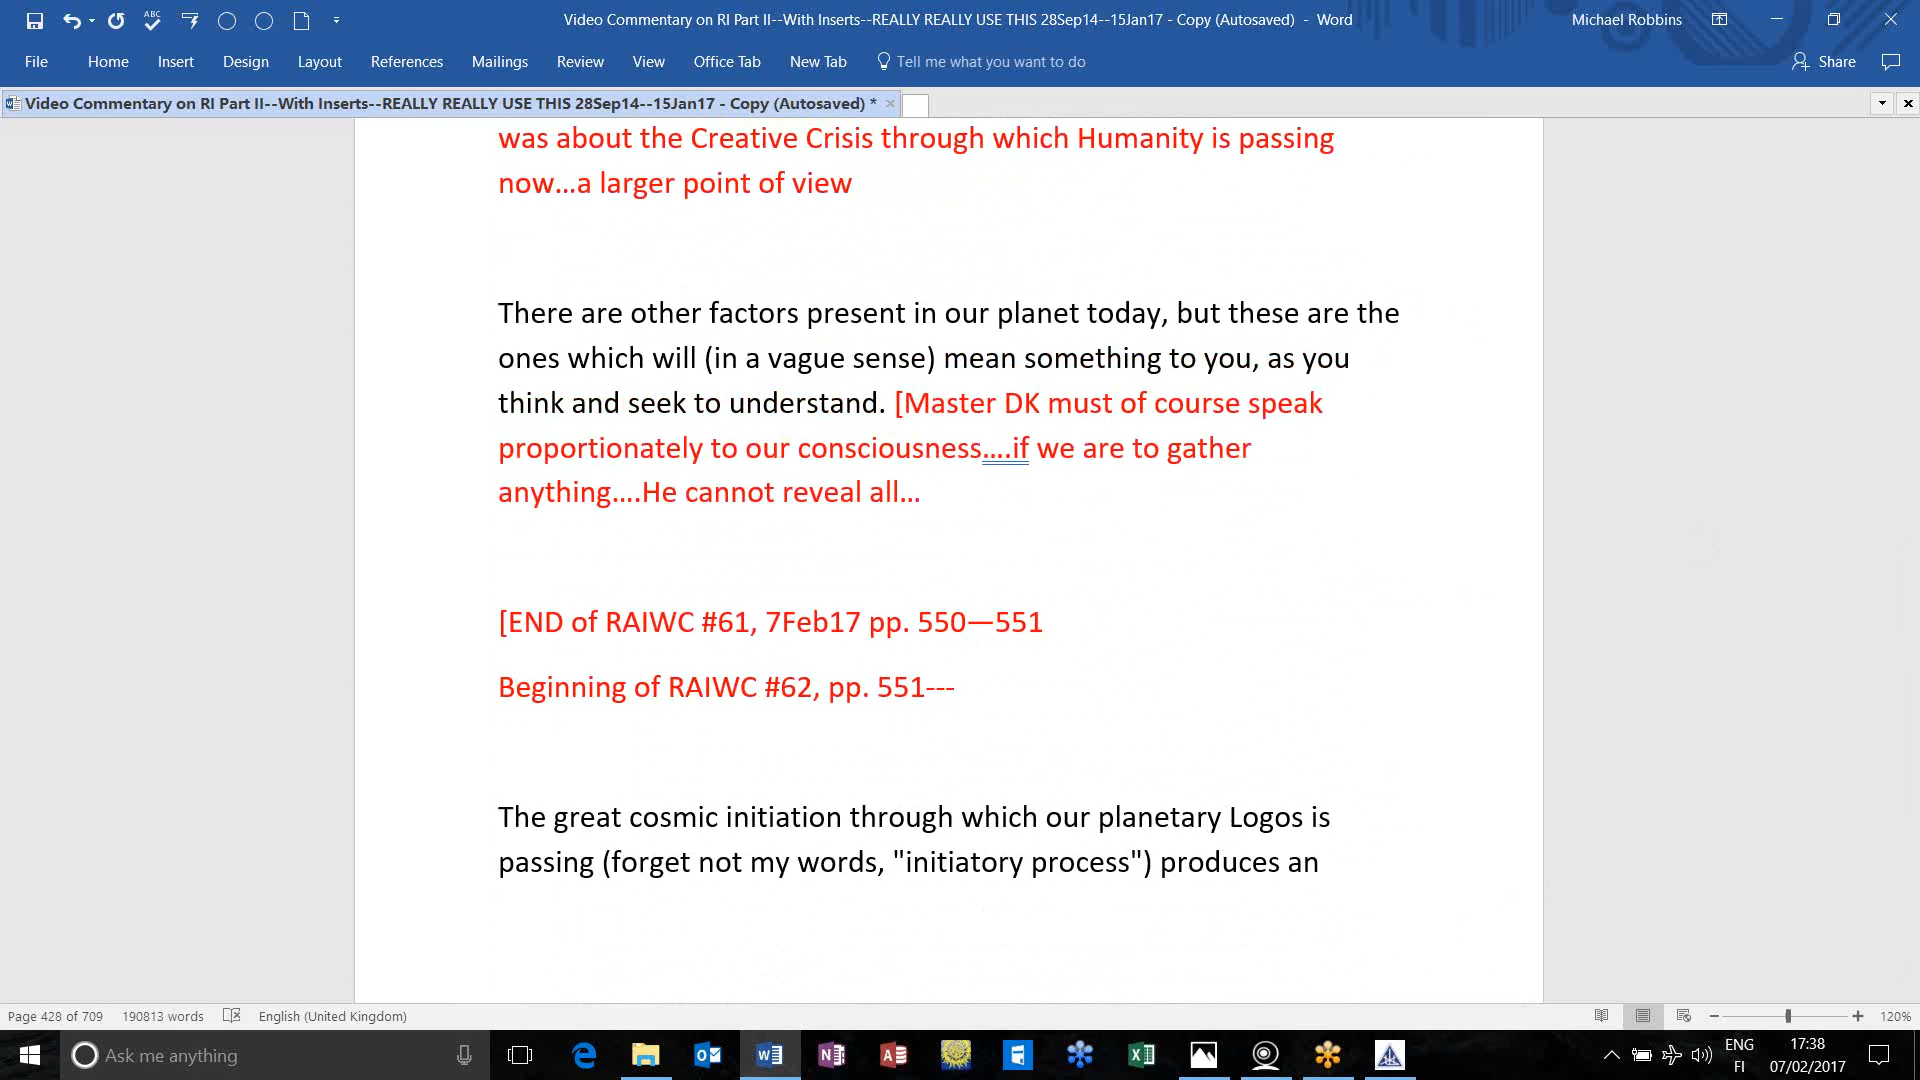 ABC
Video Commentary on RI Part II--With Inserts--REALLY REALLY USE THIS 28Sep14--15Jan17 - Copy (Autosaved) - Word
Michael Robbins
File Home Insert Design Layout References Mailings Review View Office Tab New Tab Tell me what you want to do Share
Video Commentary on RI Part II--With Inserts--REALLY REALLY USE THIS 28Sep14--15Jan17 - Copy (Autosaved) *
was about the Creative Crisis through which Humanity is passing
now…a larger point of view
There are other factors present in our planet today, but these are the
ones which will (in a vague sense) mean something to you, as you
think and seek to understand. [Master DK must of course speak
proportionately to our consciousness….if we are to gather
anything….He cannot reveal all…
[END of RAIWC #61, 7Feb17 pp. 550—551
Beginning of RAIWC #62, pp. 551---
The great cosmic initiation through which our planetary Logos is
passing (forget not my words, "initiatory process") produces an
Page 428 of 709 190813 words English (United Kingdom) 120%
Ask me anything
ENG
FI
17:38
07/02/2017